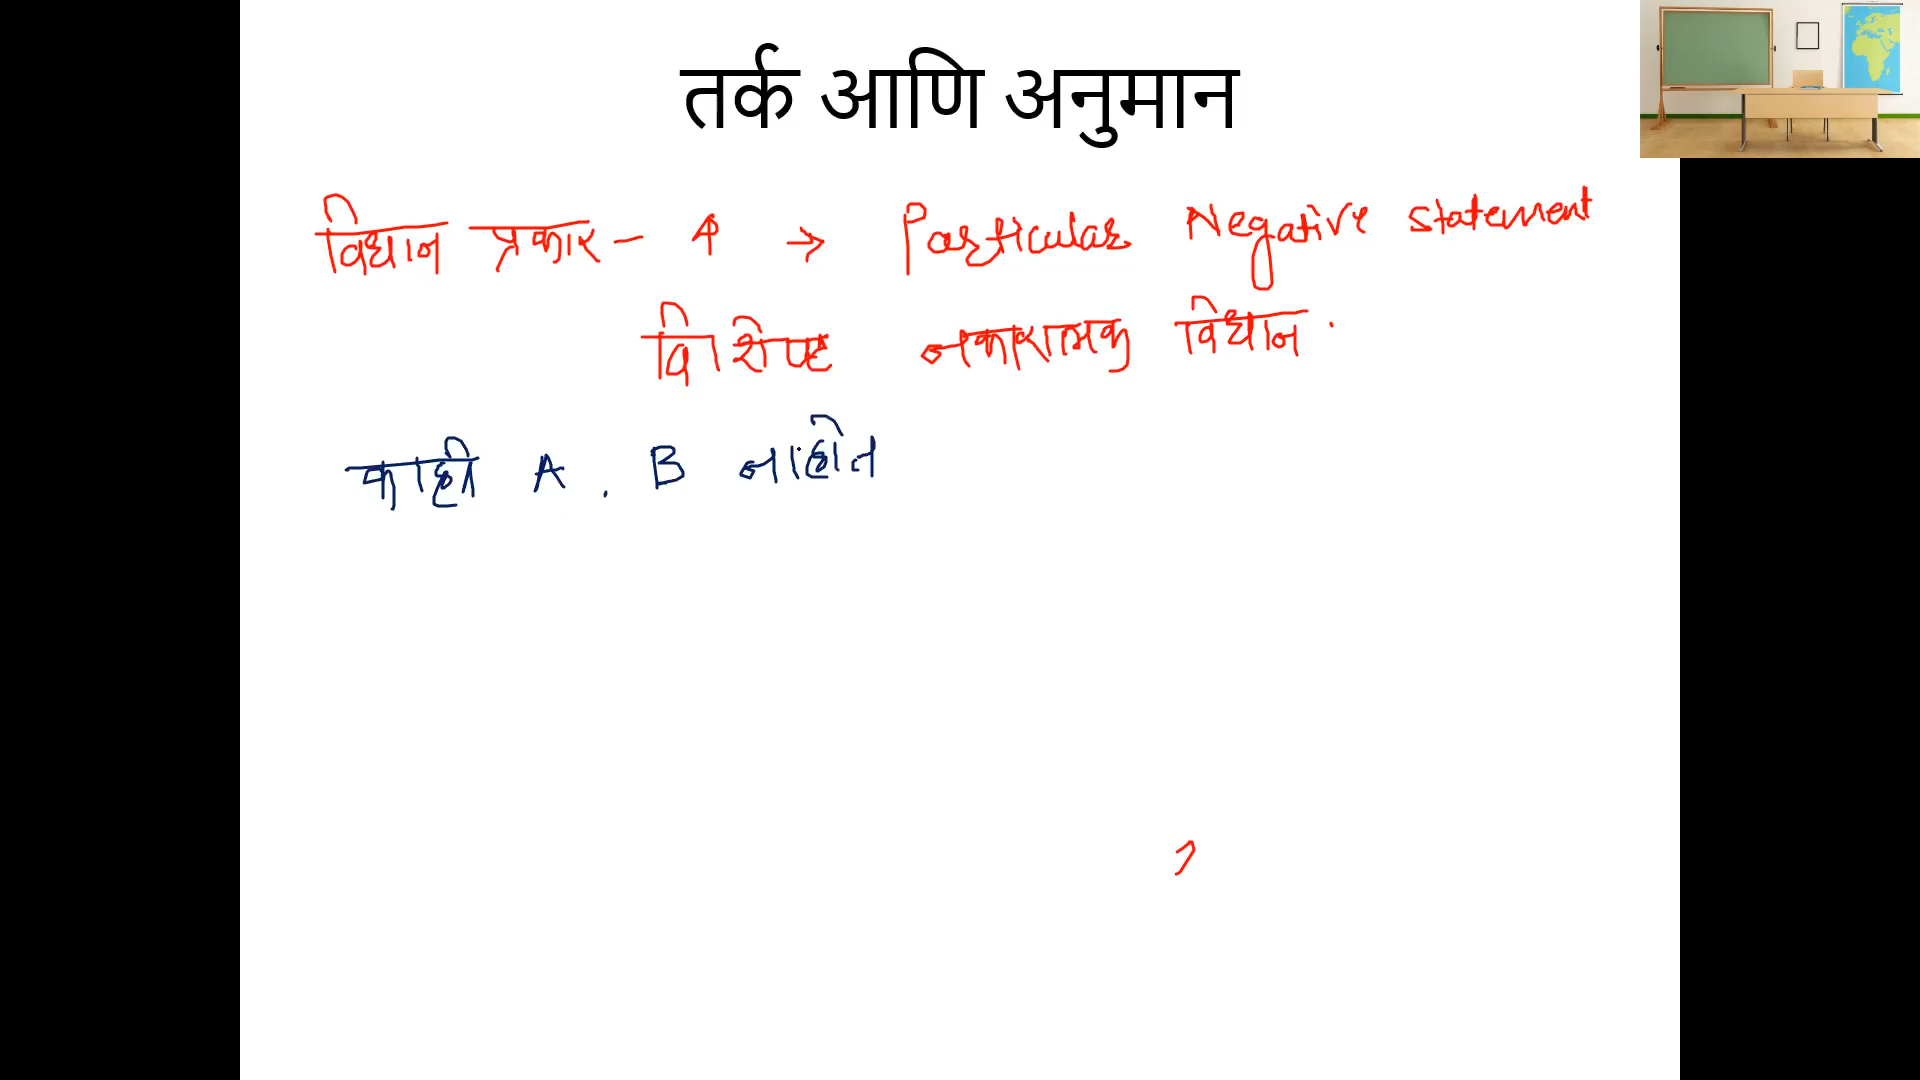 तर्क आणि अनुमान
विधान प्रकार - 4 → Particular Negative statement
विशेष नकारात्मक विधान.
काही A, B नाहीत